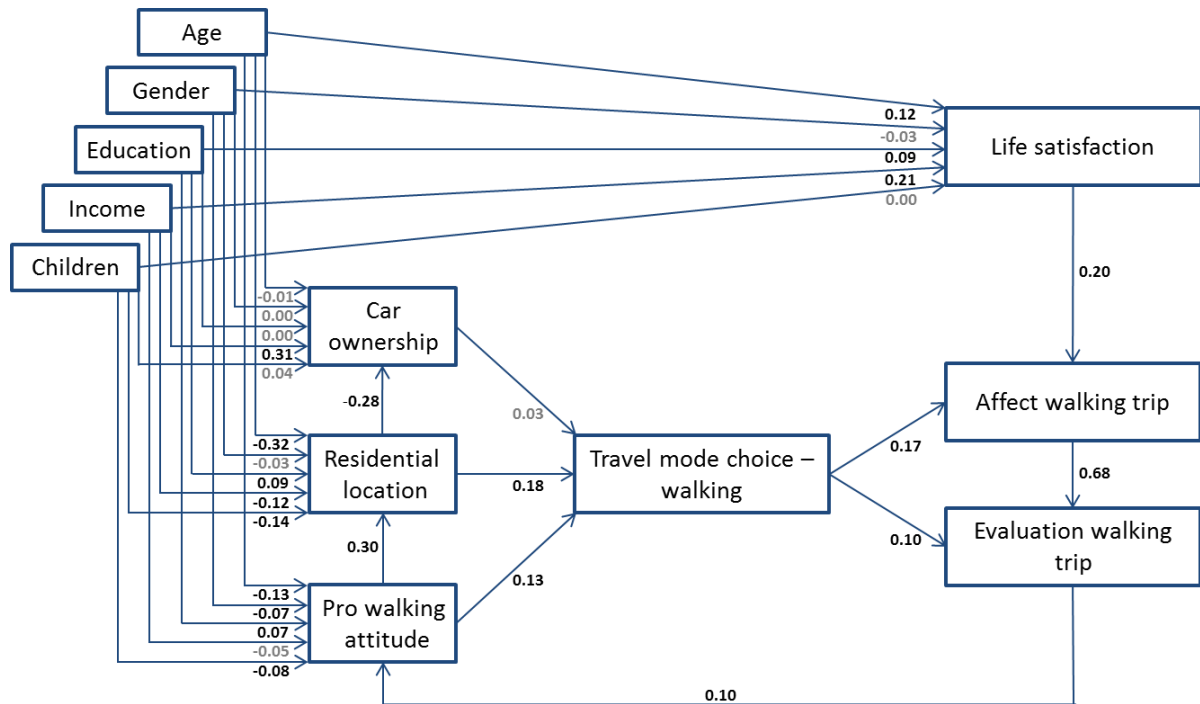 Age
Gender
Education
Income
Children
0.12
-0.03
0.09
0.21
0.00
Life satisfaction
0.20
-0.01
0.00
0.00
0.31
0.04
Car
ownership
-0.28
0.03
-0.32
-0.03
0.09
-0.12
-0.14
Residential
location
0.18
Travel mode choice –
walking
0.17
0.10
Affect walking trip
0.68
Evaluation walking
trip
0.30
0.13
-0.13
-0.07
0.07
-0.05
-0.08
Pro walking
attitude
0.10